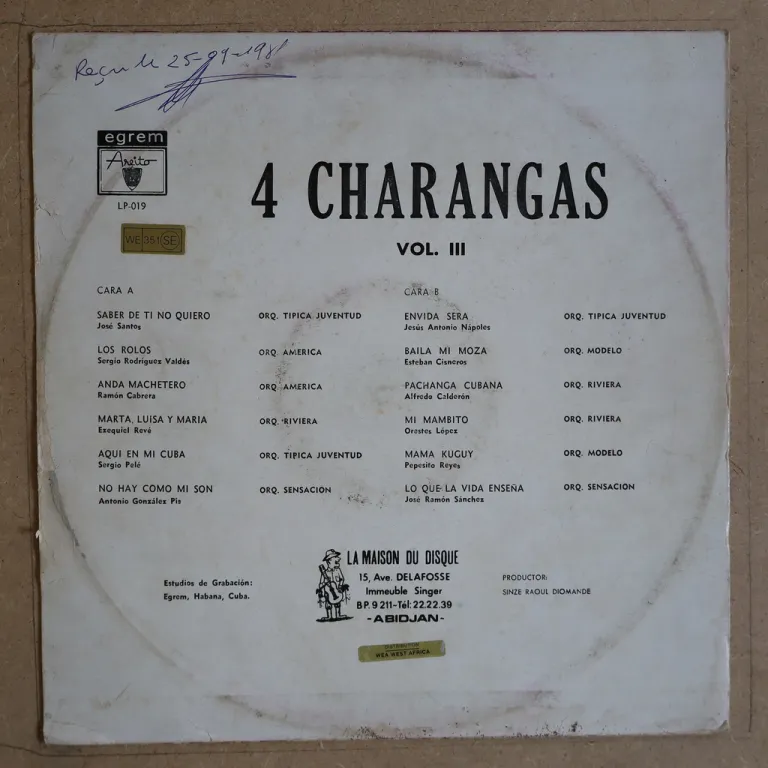 Reçu le 25-09-1981
egrem
Areito
LP-019
4 CHARANGAS
WE 351 SE
VOL. III
CARA A
SABER DE TI NO QUIERO ORQ. TIPICA JUVENTUD
José Santos
LOS ROLOS ORQ. AMERICA
Sergio Rodríguez Valdés
ANDA MACHETERO ORQ. AMERICA
Ramón Cabrera
MARTA, LUISA Y MARIA ORQ. RIVIERA
Ezequiel Revé
AQUI EN MI CUBA ORQ. TIPICA JUVENTUD
Sergio Pelé
NO HAY COMO MI SON ORQ. SENSACION
Antonio González Pis
CARA B
ENVIDA SERA ORQ. TIPICA JUVENTUD
Jesús Antonio Nápoles
BAILA MI MOZA ORQ. MODELO
Esteban Cisneros
PACHANGA CUBANA ORQ. RIVIERA
Alfredo Calderón
MI MAMBITO ORQ. RIVIERA
Orestes López
MAMA KUGUY ORQ. MODELO
Pepesito Reyes
LO QUE LA VIDA ENSEÑA ORQ. SENSACION
José Ramón Sánchez
Estudios de Grabación:
Egrem, Habana, Cuba.
LA MAISON DU DISQUE
15, Ave. DELAFOSSE
Immeuble Singer
B.P. 9 211-Tél: 22.22.39
- ABIDJAN -
PRODUCTOR:
SINZE RAOUL DIOMANDE
DISTRIBUTION
WEA WEST AFRICA